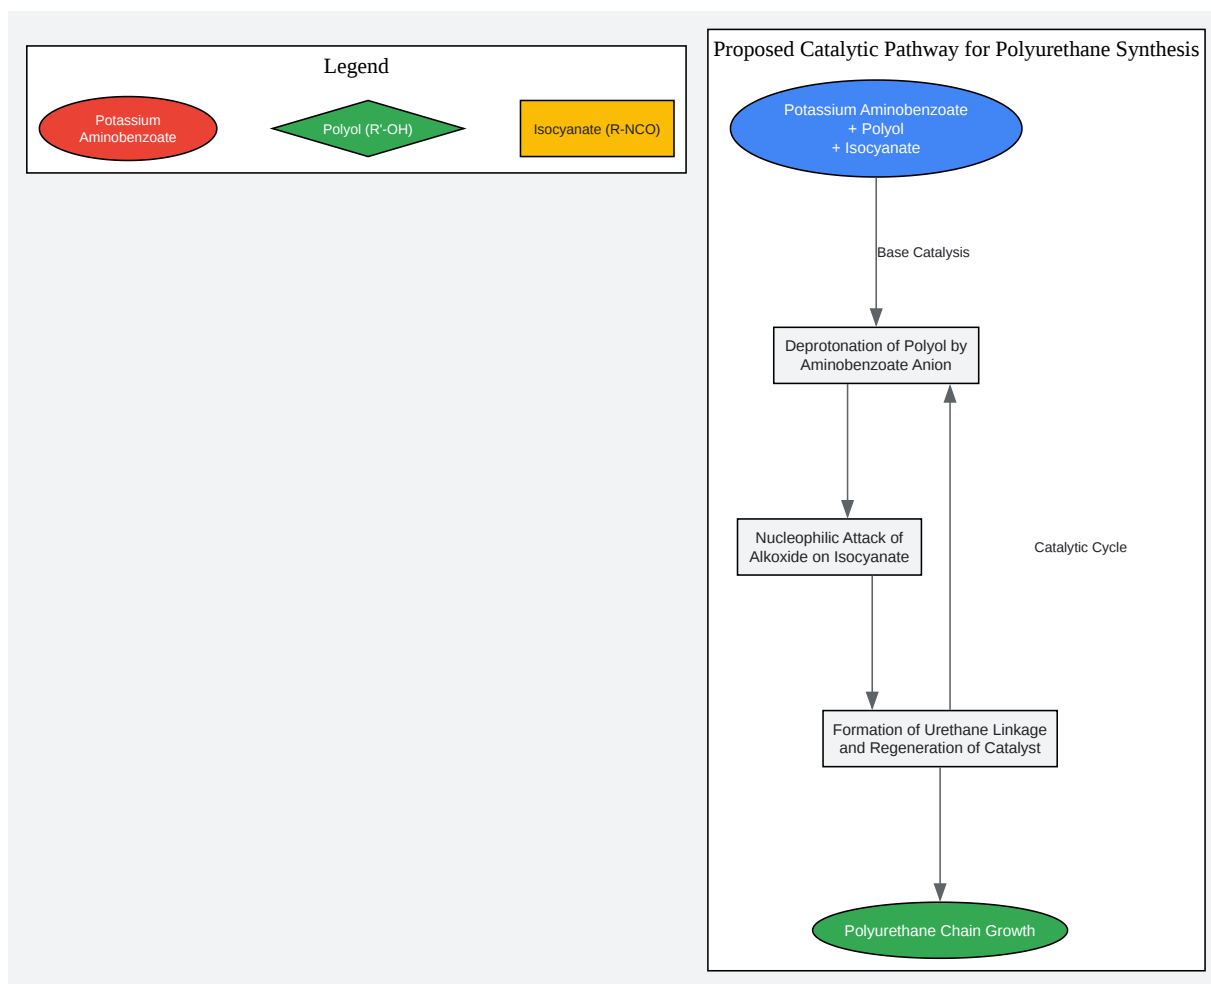 Legend
Potassium
Aminobenzoate
Polyol (R'-OH)
Isocyanate (R-NCO)
Proposed Catalytic Pathway for Polyurethane Synthesis
Potassium Aminobenzoate
+ Polyol
+ Isocyanate
Base Catalysis
Deprotonation of Polyol by
Aminobenzoate Anion
Nucleophilic Attack of
Alkoxide on Isocyanate
Catalytic Cycle
Formation of Urethane Linkage
and Regeneration of Catalyst
Polyurethane Chain Growth